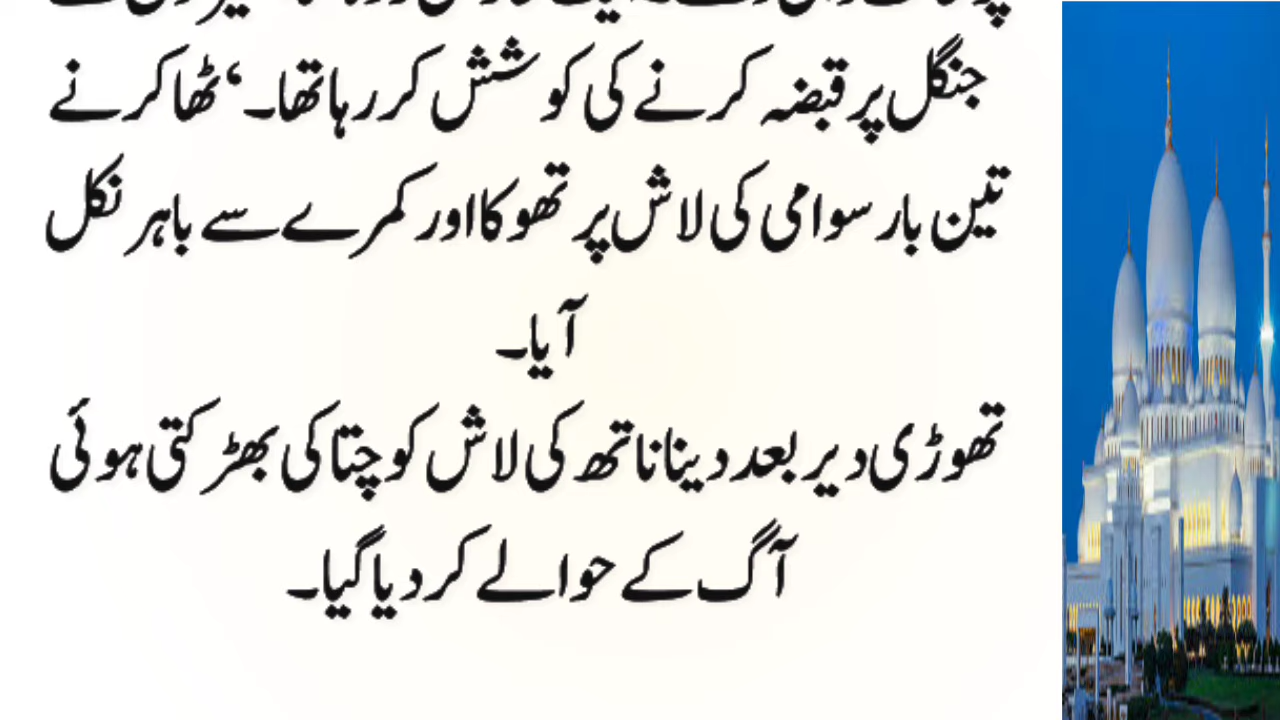 جنگل پر قبضہ کرنے کی کوشش کر رہا تھا۔‘ ٹھاکر نے
تین بار سوامی کی لاش پر تھوکا اور کمرے سے باہر نکل
آیا۔
تھوڑی دیر بعد دینا ناتھ کی لاش کو چتا کی بھڑکتی ہوئی
آگ کے حوالے کر دیا گیا۔